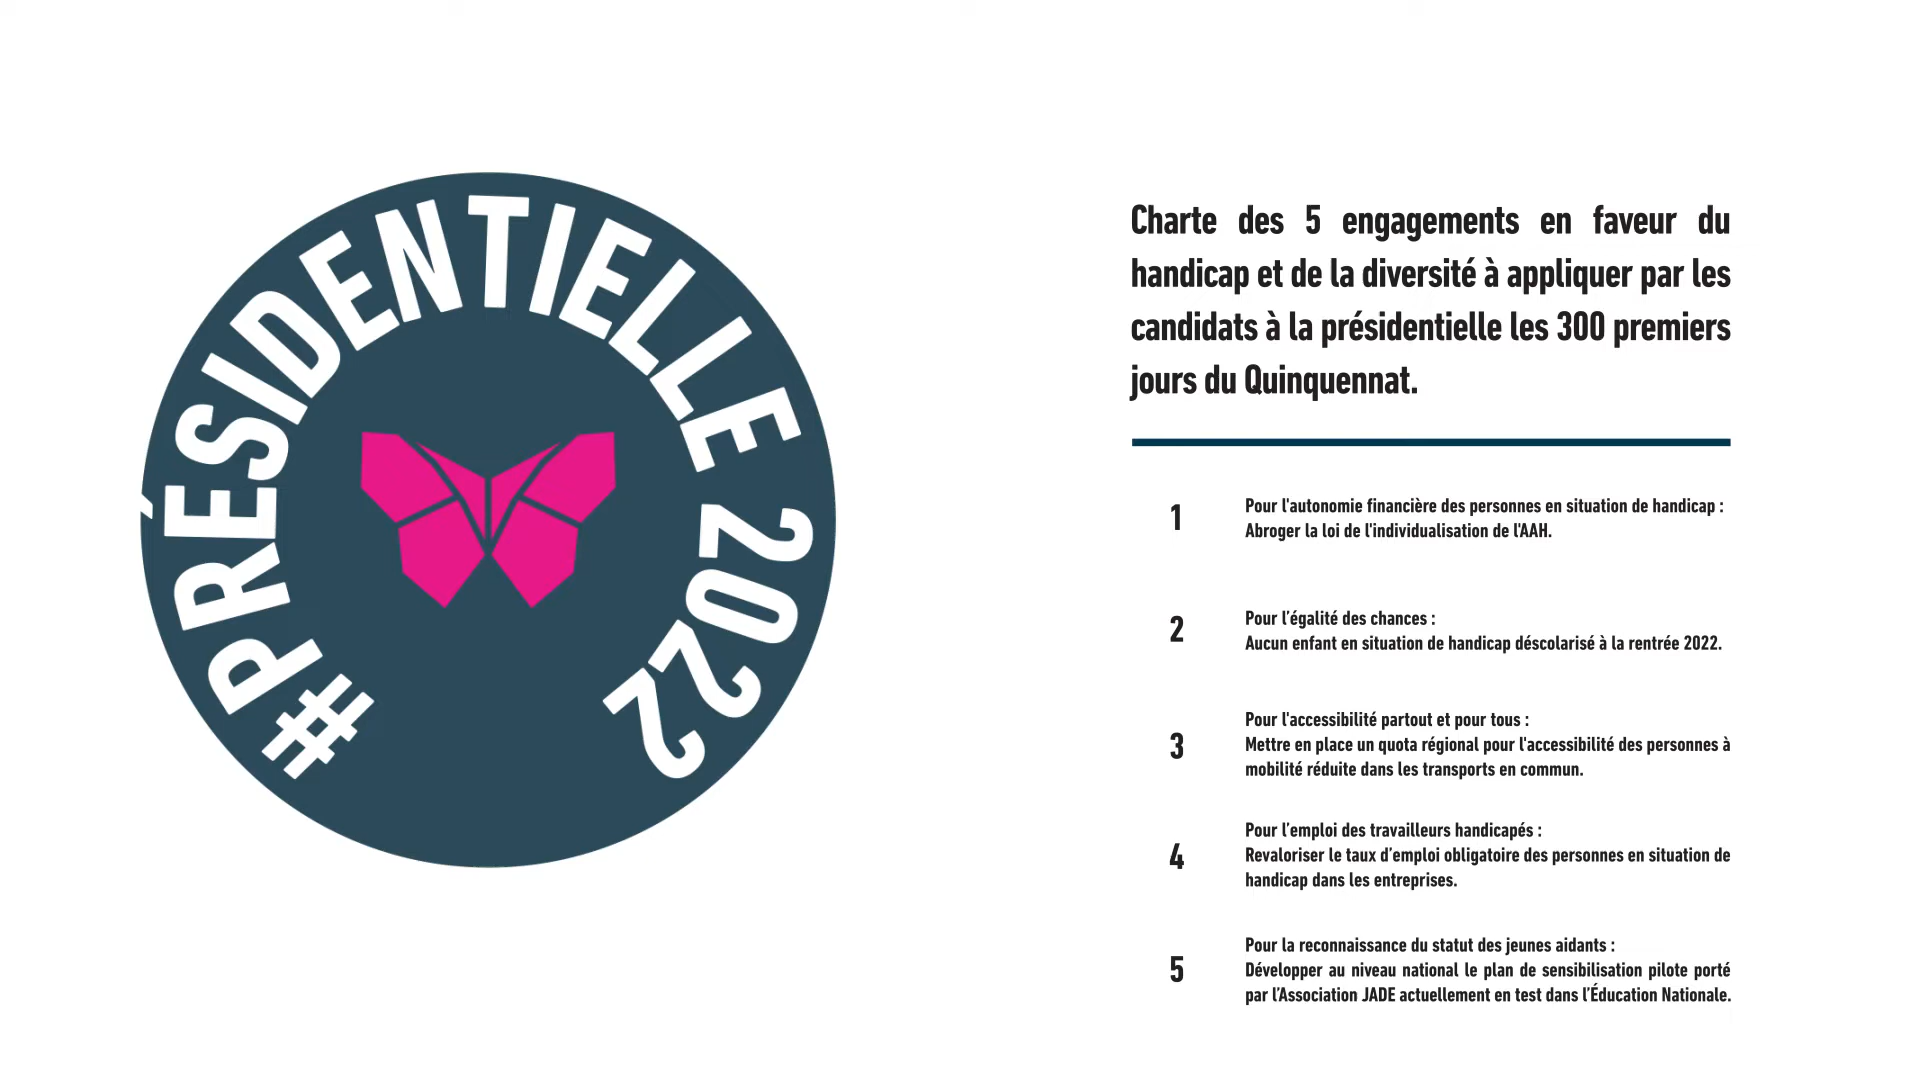 #PRÉSIDENTIELLE 2022
Charte des 5 engagements en faveur du
handicap et de la diversité à appliquer par les
candidats à la présidentielle les 300 premiers
jours du Quinquennat.
1
Pour l'autonomie financière des personnes en situation de handicap :
Abroger la loi de l'individualisation de l'AAH.
2
Pour l’égalité des chances :
Aucun enfant en situation de handicap déscolarisé à la rentrée 2022.
3
Pour l'accessibilité partout et pour tous :
Mettre en place un quota régional pour l'accessibilité des personnes à
mobilité réduite dans les transports en commun.
4
Pour l’emploi des travailleurs handicapés :
Revaloriser le taux d’emploi obligatoire des personnes en situation de
handicap dans les entreprises.
5
Pour la reconnaissance du statut des jeunes aidants :
Développer au niveau national le plan de sensibilisation pilote porté
par l’Association JADE actuellement en test dans l’Éducation Nationale.